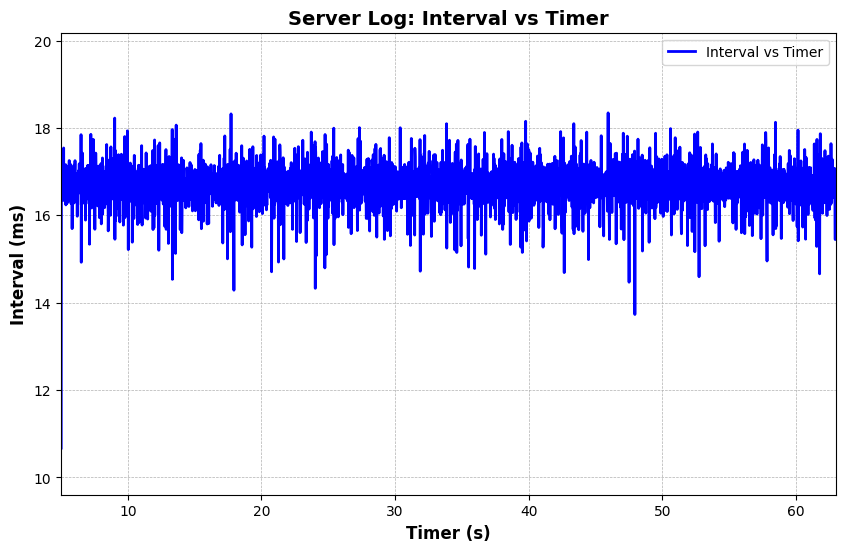 Server Log: Interval vs Timer
Interval vs Timer
20
18
16
14
12
10
Interval (ms)
10 20 30 40 50 60
Timer (s)